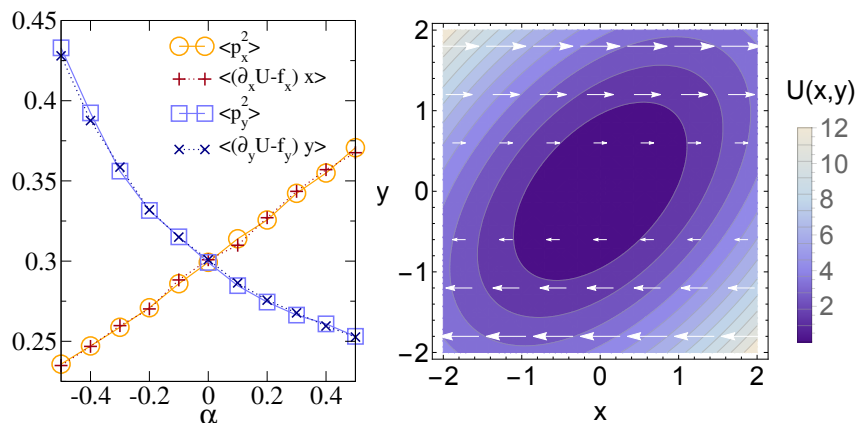 0.45
0.4
0.35
0.3
0.25
-0.4 -0.2 0 0.2 0.4
α
<p_x^2>
<(∂_xU-f_x) x>
<p_y^2>
<(∂_yU-f_y) y>
2
1
0
-1
-2
y
-2 -1 0 1 2
x
U(x,y)
12
10
8
6
4
2